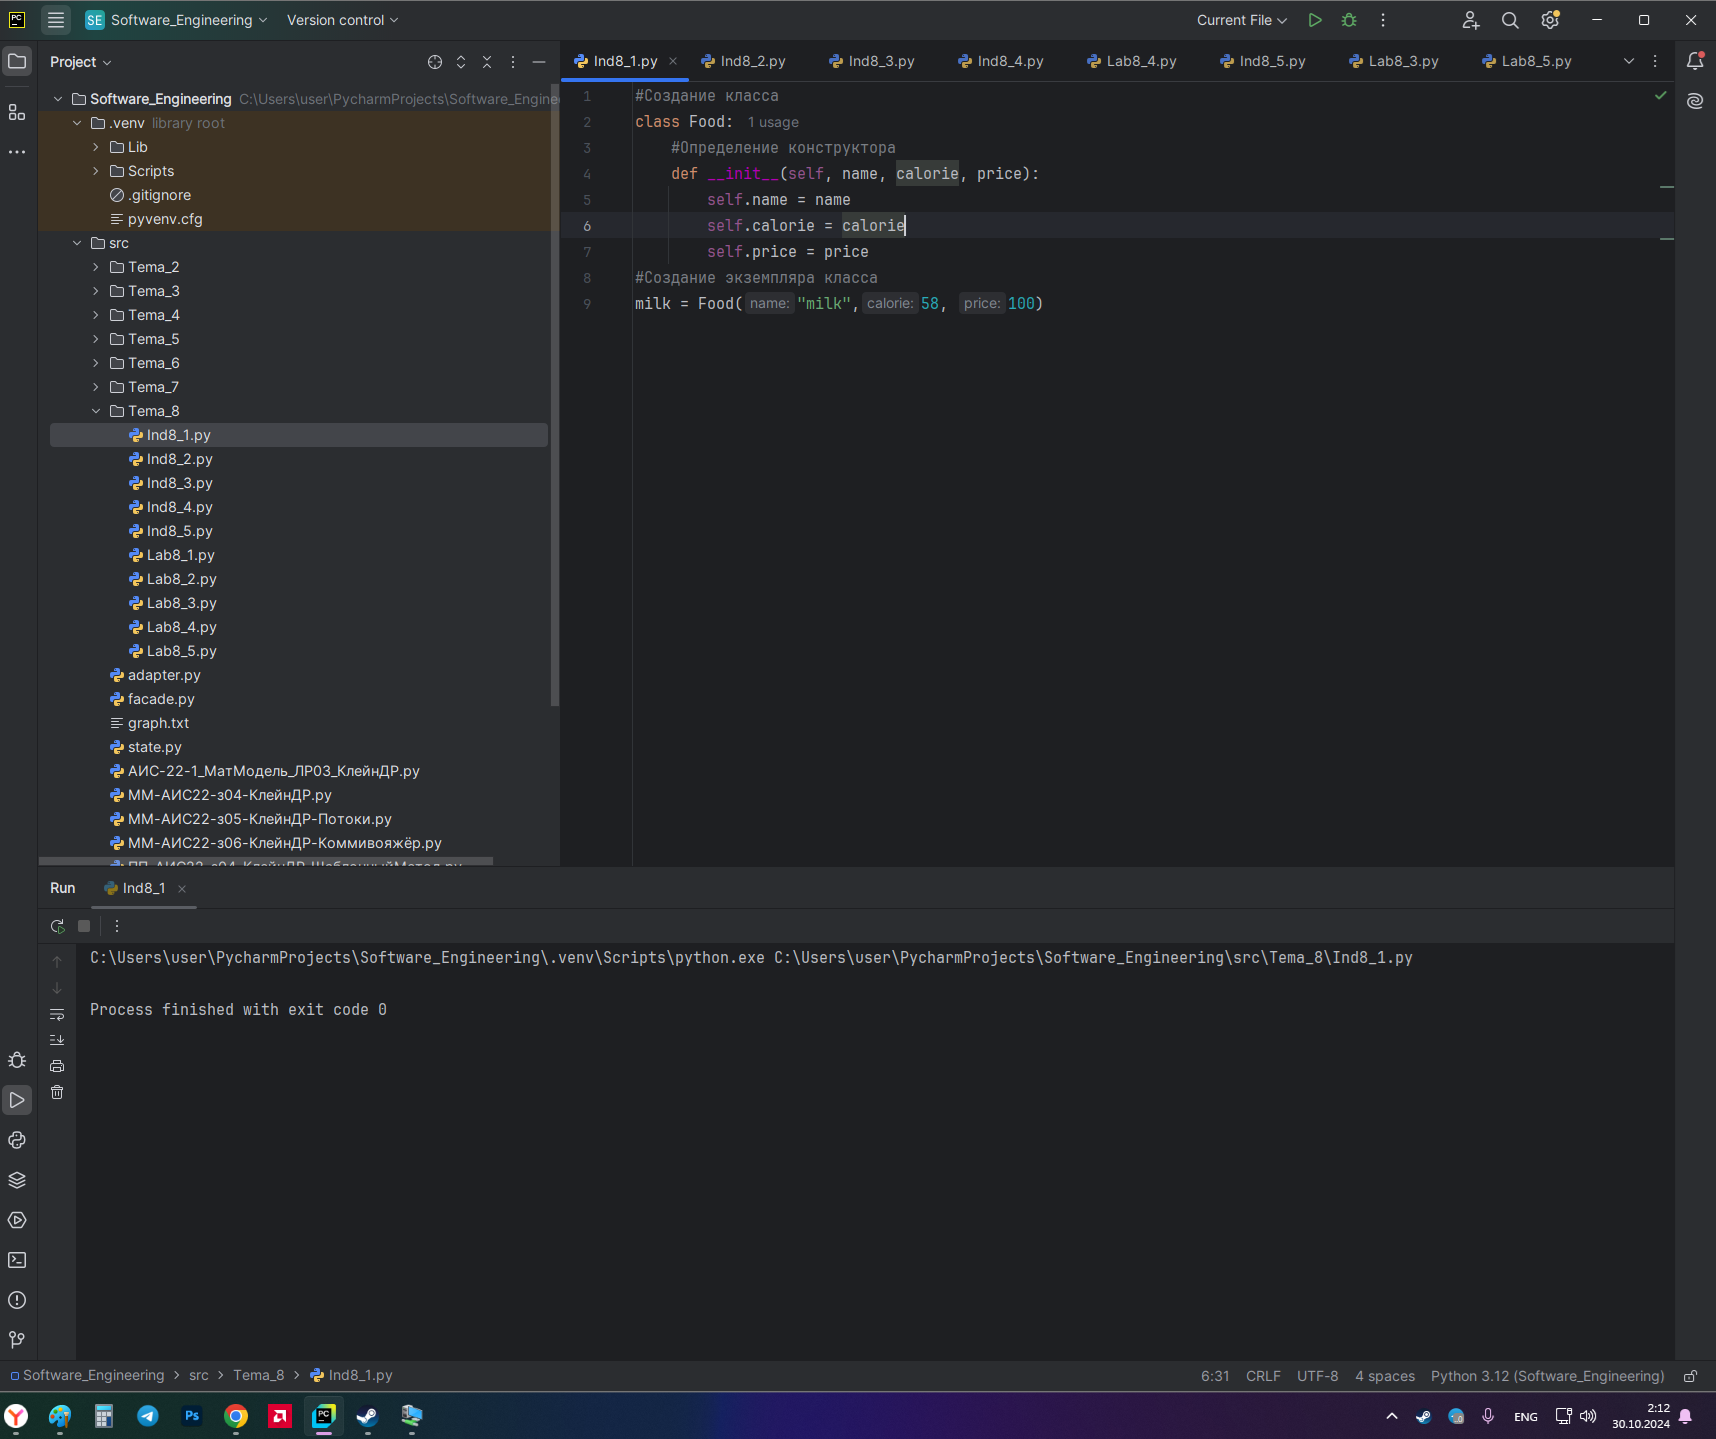 PC
SE Software_Engineering Version control Current File
Project
Software_Engineering C:\Users\user\PycharmProjects\Software_Engine
.venv library root
Lib
Scripts
.gitignore
pyvenv.cfg
src
Tema_2
Tema_3
Tema_4
Tema_5
Tema_6
Tema_7
Tema_8
Ind8_1.py
Ind8_2.py
Ind8_3.py
Ind8_4.py
Ind8_5.py
Lab8_1.py
Lab8_2.py
Lab8_3.py
Lab8_4.py
Lab8_5.py
adapter.py
facade.py
graph.txt
state.py
АИС-22-1_МатМодель_ЛР03_КлейнДР.py
ММ-АИС22-з04-КлейнДР.py
ММ-АИС22-з05-КлейнДР-Потоки.py
ММ-АИС22-з06-КлейнДР-Коммивояжёр.py
Ind8_1.py Ind8_2.py Ind8_3.py Ind8_4.py Lab8_4.py Ind8_5.py Lab8_3.py Lab8_5.py
1 #Создание класса
2 class Food: 1 usage
3 #Определение конструктора
4 def __init__(self, name, calorie, price):
5 self.name = name
6 self.calorie = calorie
7 self.price = price
8 #Создание экземпляра класса
9 milk = Food( name: "milk", calorie: 58, price: 100)
Run Ind8_1
C:\Users\user\PycharmProjects\Software_Engineering\.venv\Scripts\python.exe C:\Users\user\PycharmProjects\Software_Engineering\src\Tema_8\Ind8_1.py
Process finished with exit code 0
Software_Engineering > src > Tema_8 > Ind8_1.py 6:31 CRLF UTF-8 4 spaces Python 3.12 (Software_Engineering)
Ps PC ENG 2:12
30.10.2024